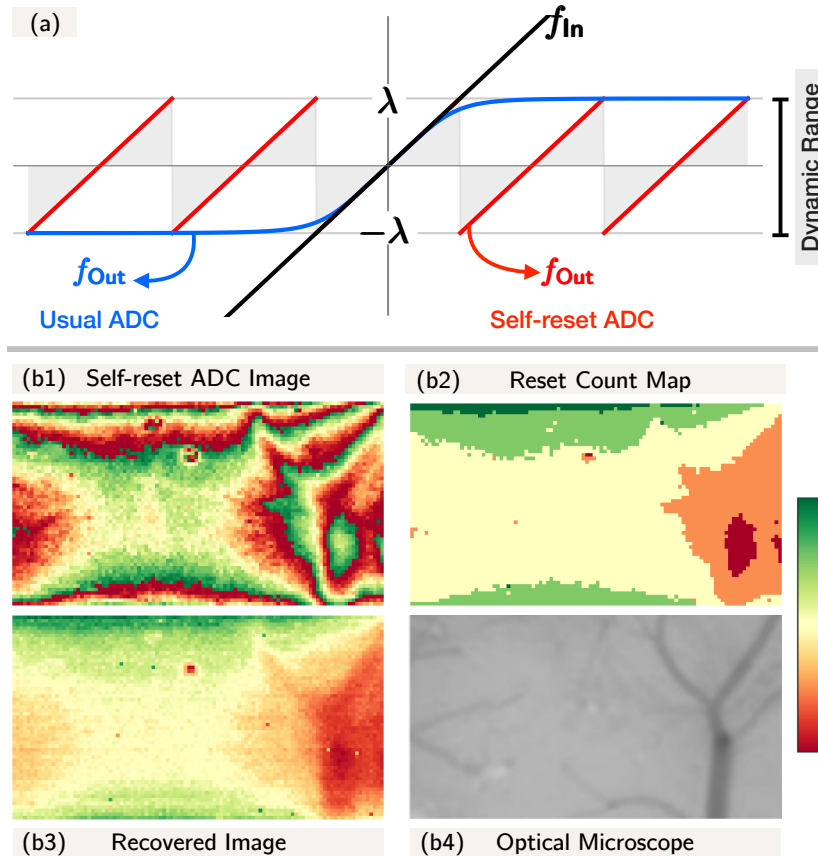 (a)
f_In
λ
−λ
Dynamic Range
f_Out
f_Out
Usual ADC
Self-reset ADC
(b1) Self-reset ADC Image
(b2) Reset Count Map
(b3) Recovered Image
(b4) Optical Microscope